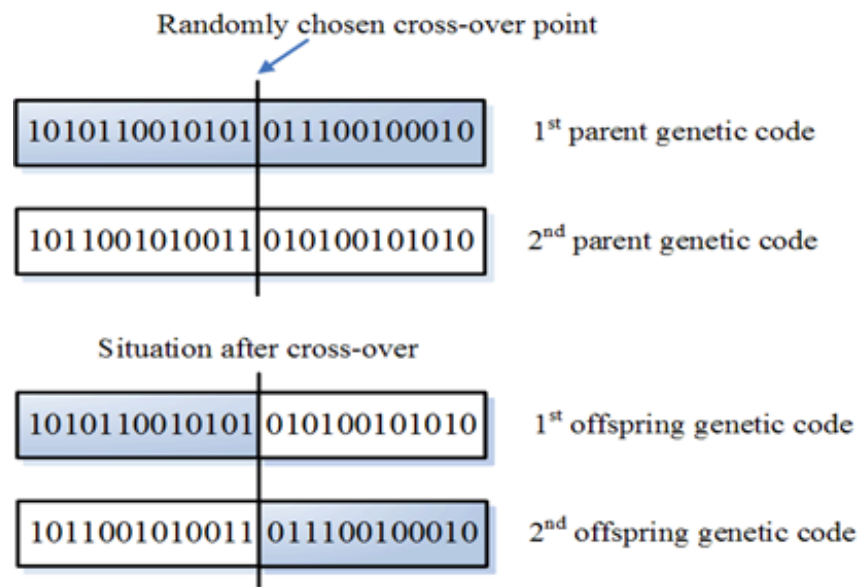 Randomly chosen cross-over point
1010110010101 011100100010 1st parent genetic code
1011001010011 010100101010 2nd parent genetic code
Situation after cross-over
1010110010101 010100101010 1st offspring genetic code
1011001010011 011100100010 2nd offspring genetic code